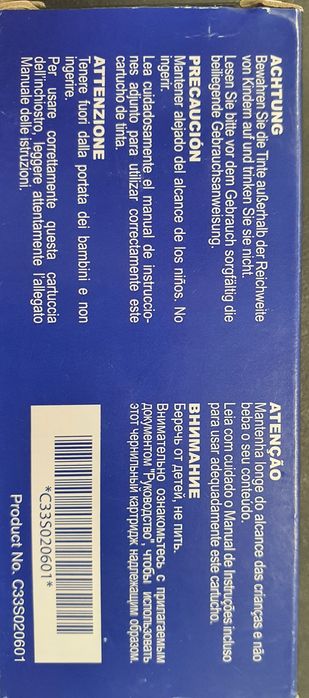 ACHTUNG
Bewahren Sie die Tinte außerhalb der Reichweite
von Kindern auf und trinken Sie sie nicht.
Lesen Sie bitte vor dem Gebrauch sorgfältig die
beiliegende Gebrauchsanweisung.
PRECAUCIÓN
Mantener alejado del alcance de los niños. No
ingerir.
Lea cuidadosamente el manual de instruccio-
nes adjunto para utilizar correctamente este
cartucho de tinta.
ATTENZIONE
Tenere fuori dalla portata dei bambini e non
ingerire.
Per usare correttamente questa cartuccia
dell'inchiostro, leggere attentamente l'allegato
Manuale delle istruzioni.
ATENÇÃO
Mantenha longe do alcance das crianças e não
beba o seu conteúdo.
Leia com cuidado o Manual de Instruções incluso
para usar adequadamente este cartucho.
ВНИМАНИЕ
Беречь от детей, не пить.
Внимательно ознакомьтесь с прилагаемым
документом "Руководство", чтобы использовать
этот чернильный картридж надлежащим образом.
*C33S020601*
Product No. C33S020601